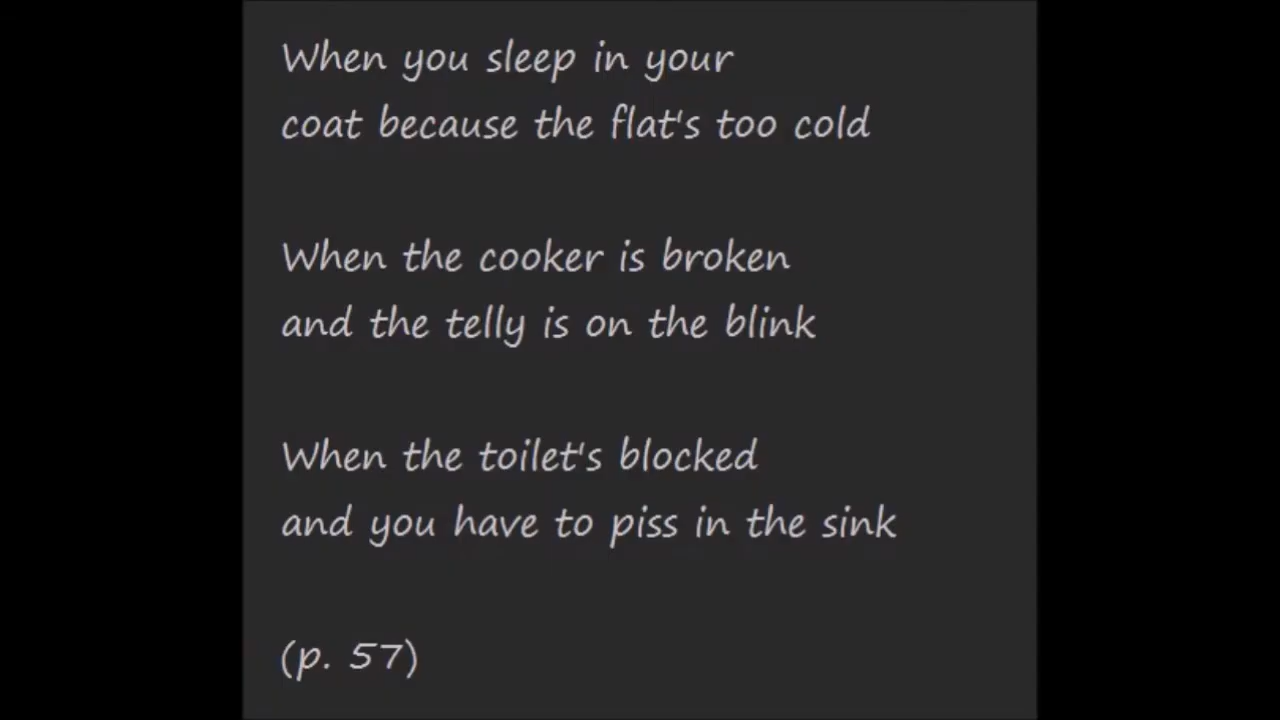 When you sleep in your
coat because the flat's too cold
When the cooker is broken
and the telly is on the blink
When the toilet's blocked
and you have to piss in the sink
(p. 57)